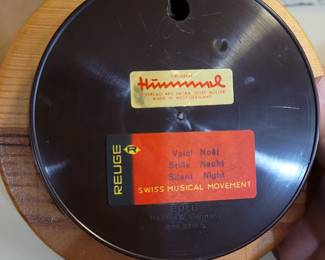 ORIGINAL
Hümmel
VERLAG ARS SACRA JOSEF MÜLLER
MADE IN WEST GERMANY
REUGE R
Voici Noël
Stille Nacht
Silent Night
SWISS MUSICAL MOVEMENT